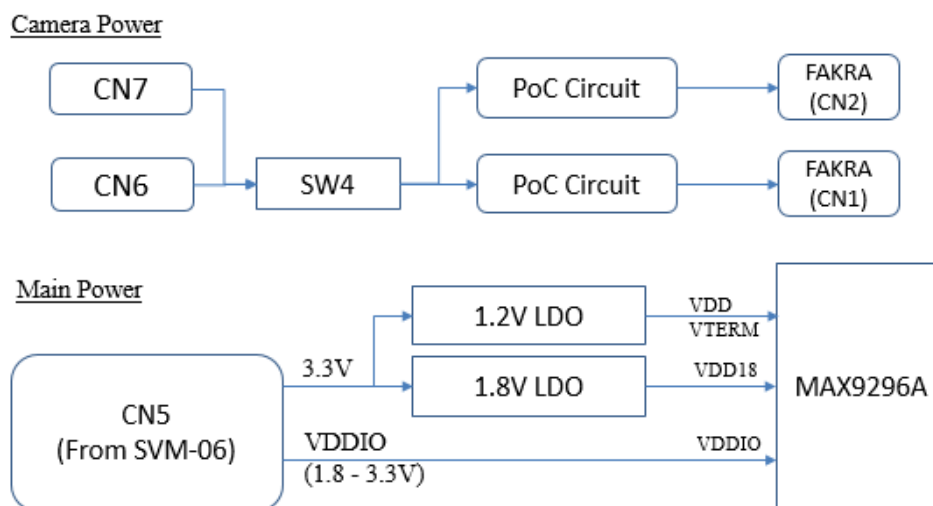 Camera Power
CN7
PoC Circuit
FAKRA
(CN2)
CN6
SW4
PoC Circuit
FAKRA
(CN1)
Main Power
1.2V LDO
VDD
VTERM
3.3V
1.8V LDO
VDD18
MAX9296A
CN5
(From SVM-06)
VDDIO
(1.8 - 3.3V)
VDDIO